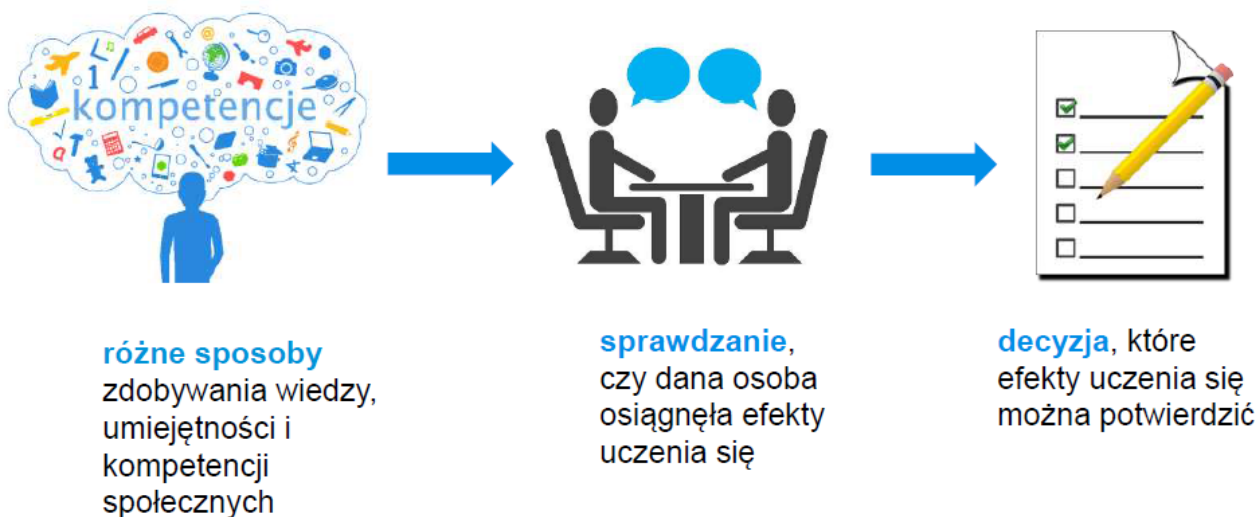 kompetencje
różne sposoby
zdobywania wiedzy,
umiejętności i
kompetencji
społecznych
sprawdzanie,
czy dana osoba
osiągnęła efekty
uczenia się
decyzja, które
efekty uczenia się
można potwierdzić